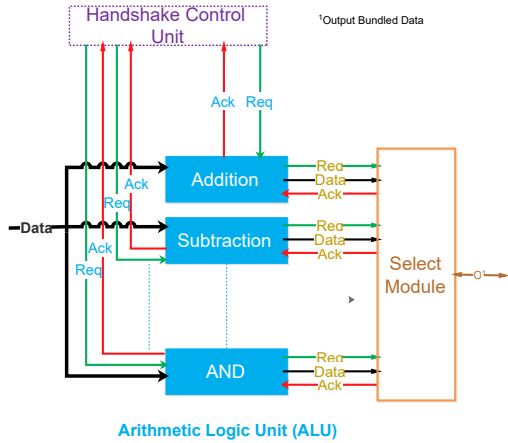 Handshake Control
Unit
¹Output Bundled Data
Ack
Req
Addition
Req
Data
Ack
Ack
Req
Data
Subtraction
Req
Data
Ack
Ack
Req
Select
Module
O¹
AND
Req
Data
Ack
Arithmetic Logic Unit (ALU)